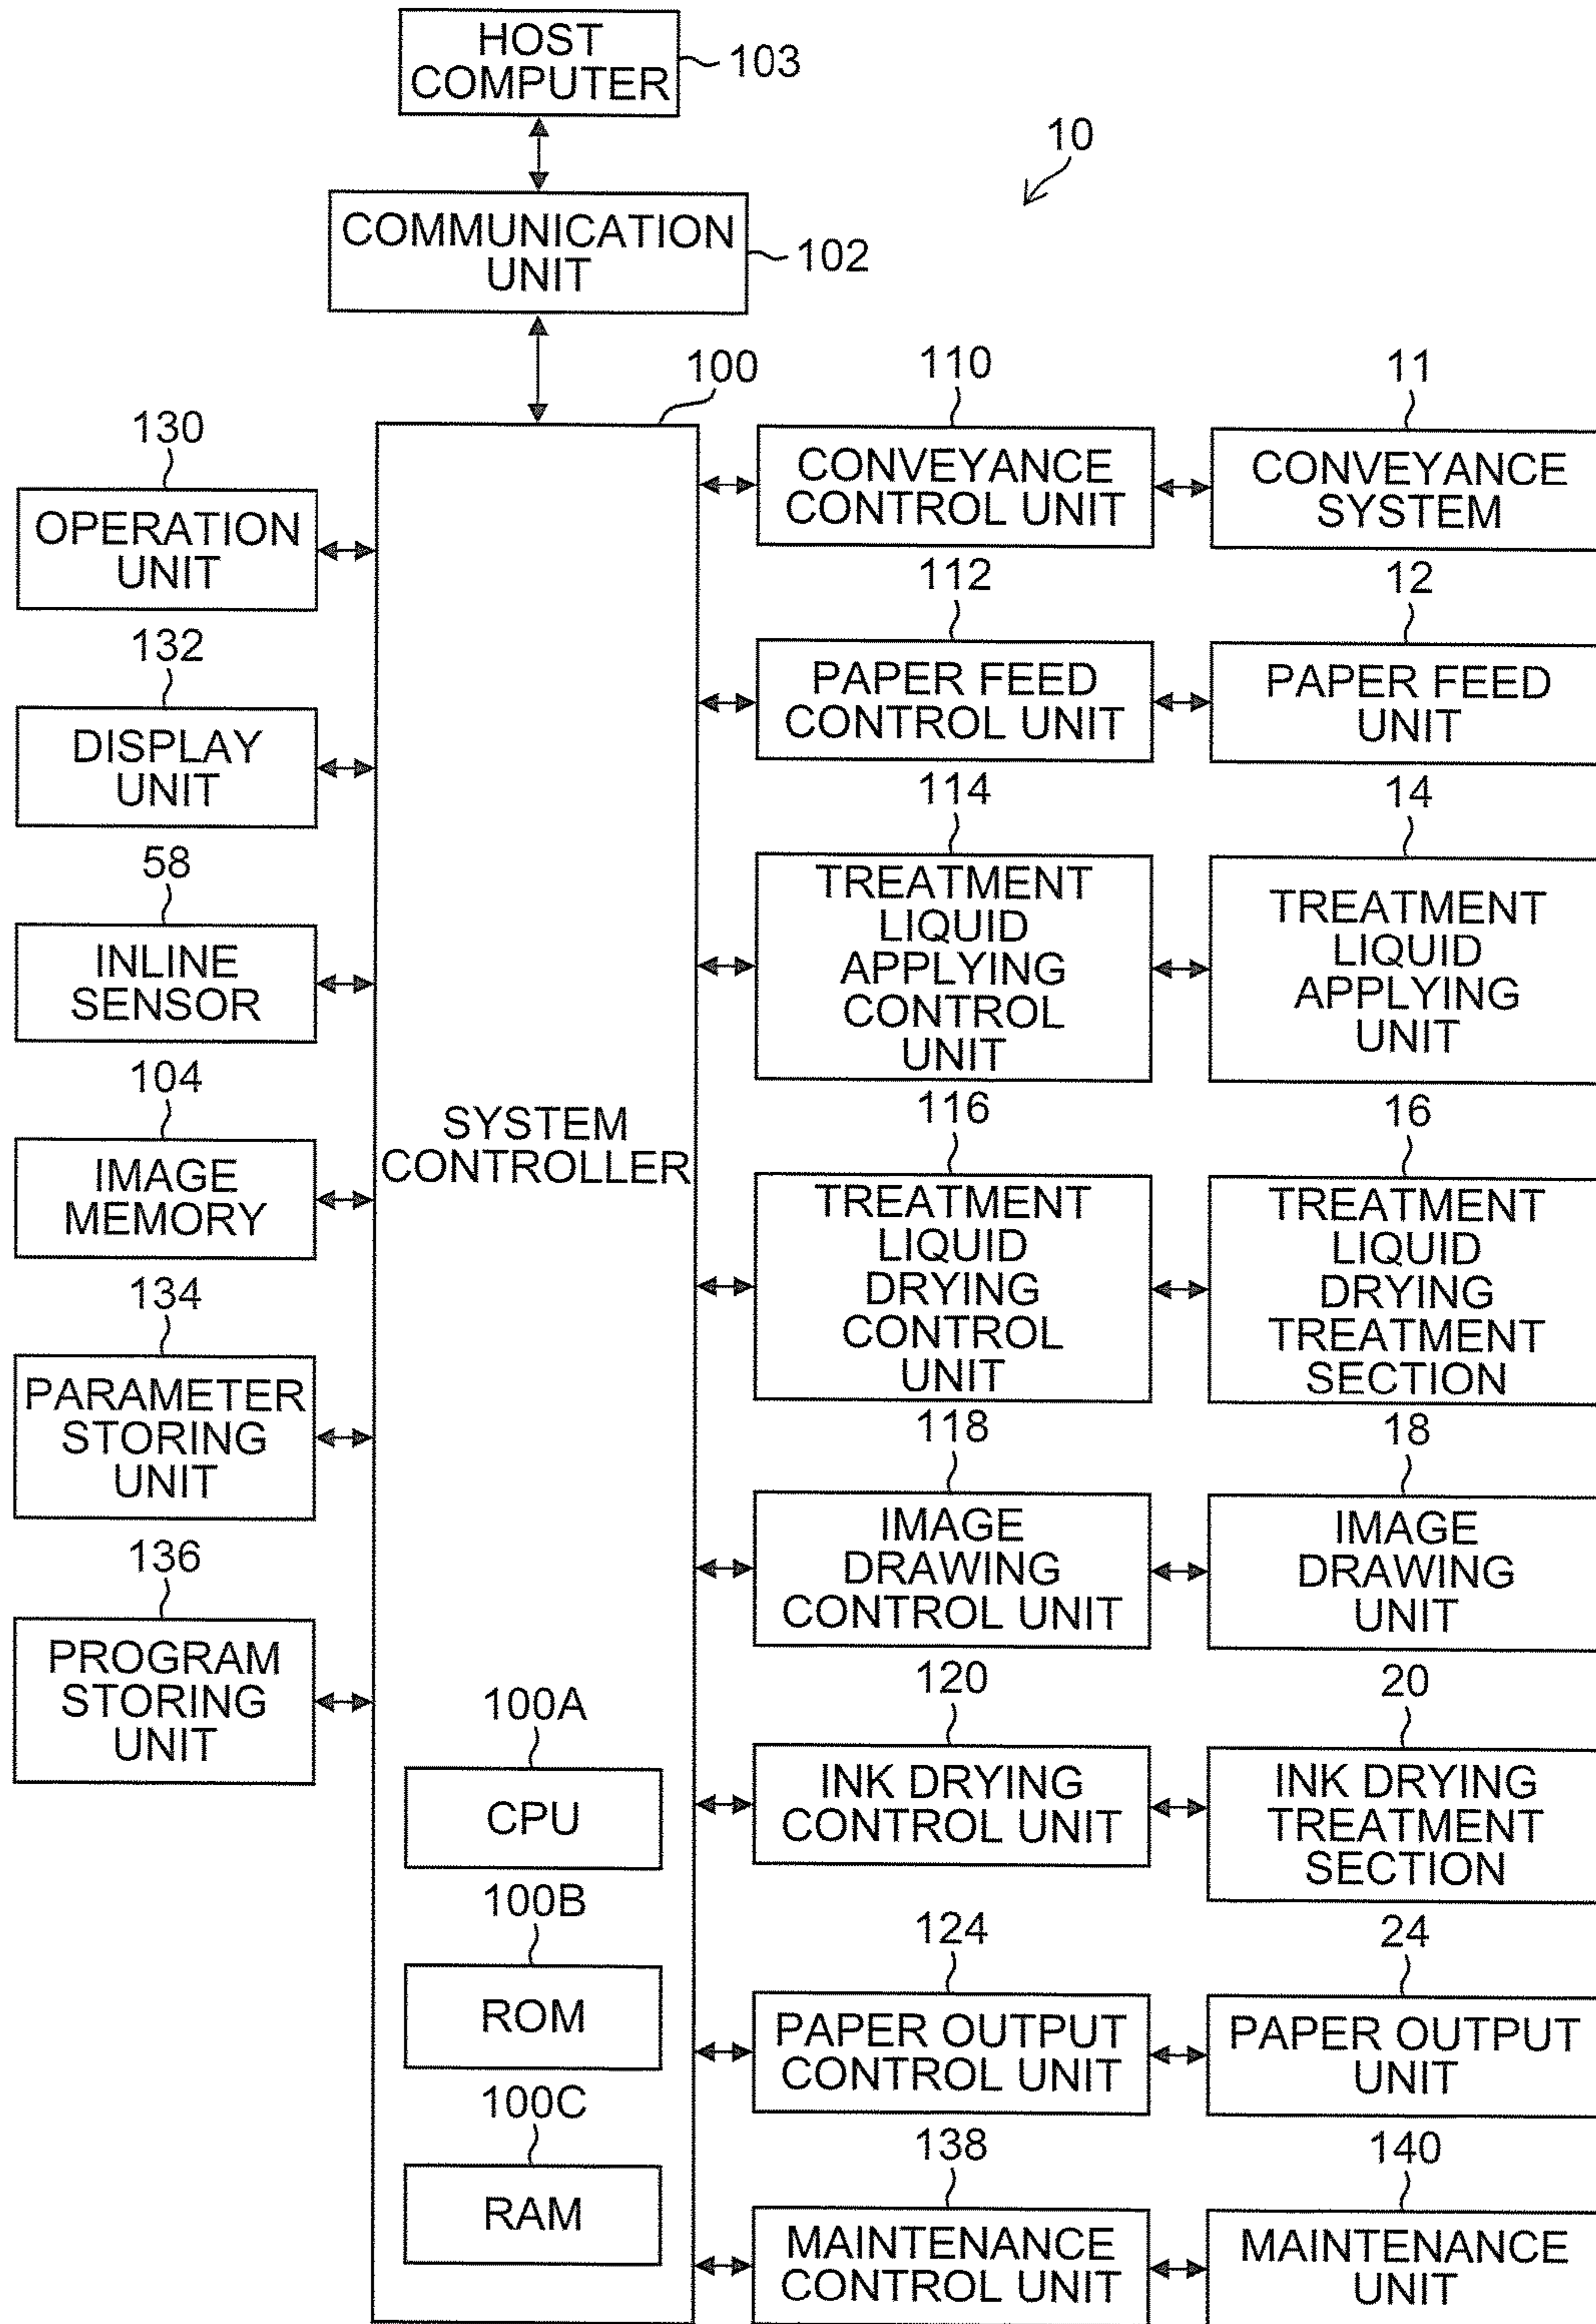 HOST
COMPUTER
103
10
COMMUNICATION
UNIT
102
100
110
11
130
OPERATION
UNIT
CONVEYANCE
CONTROL UNIT
CONVEYANCE
SYSTEM
132
DISPLAY
UNIT
112
12
PAPER FEED
CONTROL UNIT
PAPER FEED
UNIT
58
INLINE
SENSOR
114
14
TREATMENT
LIQUID
APPLYING
CONTROL
UNIT
TREATMENT
LIQUID
APPLYING
UNIT
104
IMAGE
MEMORY
SYSTEM
CONTROLLER
116
16
TREATMENT
LIQUID
DRYING
CONTROL
UNIT
TREATMENT
LIQUID
DRYING
TREATMENT
SECTION
134
PARAMETER
STORING
UNIT
118
18
IMAGE
DRAWING
CONTROL UNIT
IMAGE
DRAWING
UNIT
136
PROGRAM
STORING
UNIT
100A
CPU
120
20
INK DRYING
CONTROL UNIT
INK DRYING
TREATMENT
SECTION
100B
ROM
124
24
PAPER OUTPUT
CONTROL UNIT
PAPER OUTPUT
UNIT
100C
RAM
138
140
MAINTENANCE
CONTROL UNIT
MAINTENANCE
UNIT